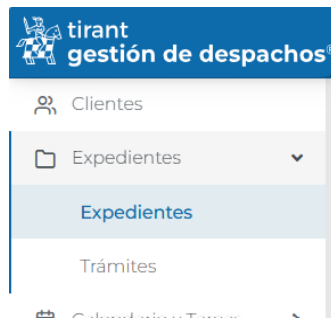 tirant
gestión de despachos®
Clientes
Expedientes
Expedientes
Trámites